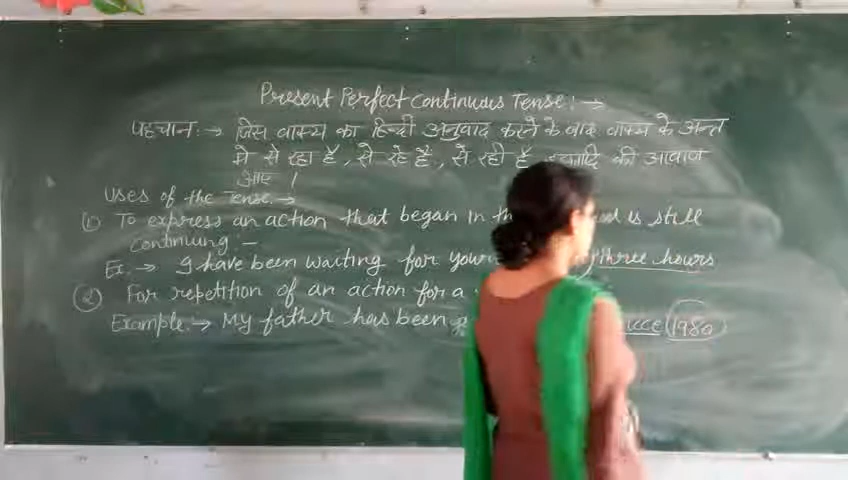 Present Perfect Continuous Tense :→
पहचान :→ जिस वाक्य का हिन्दी अनुवाद करने के बाद वाक्य के अन्त
मे से रहा है, से रहे हैं, से रही है की आवाज
आए ।
Uses of the Tense :→
(1) To express an action that began in is still
continuing –
Ex. :→ I have been waiting for three hours
(2) For repetition of an action for a
Example :→ My father has been 1980